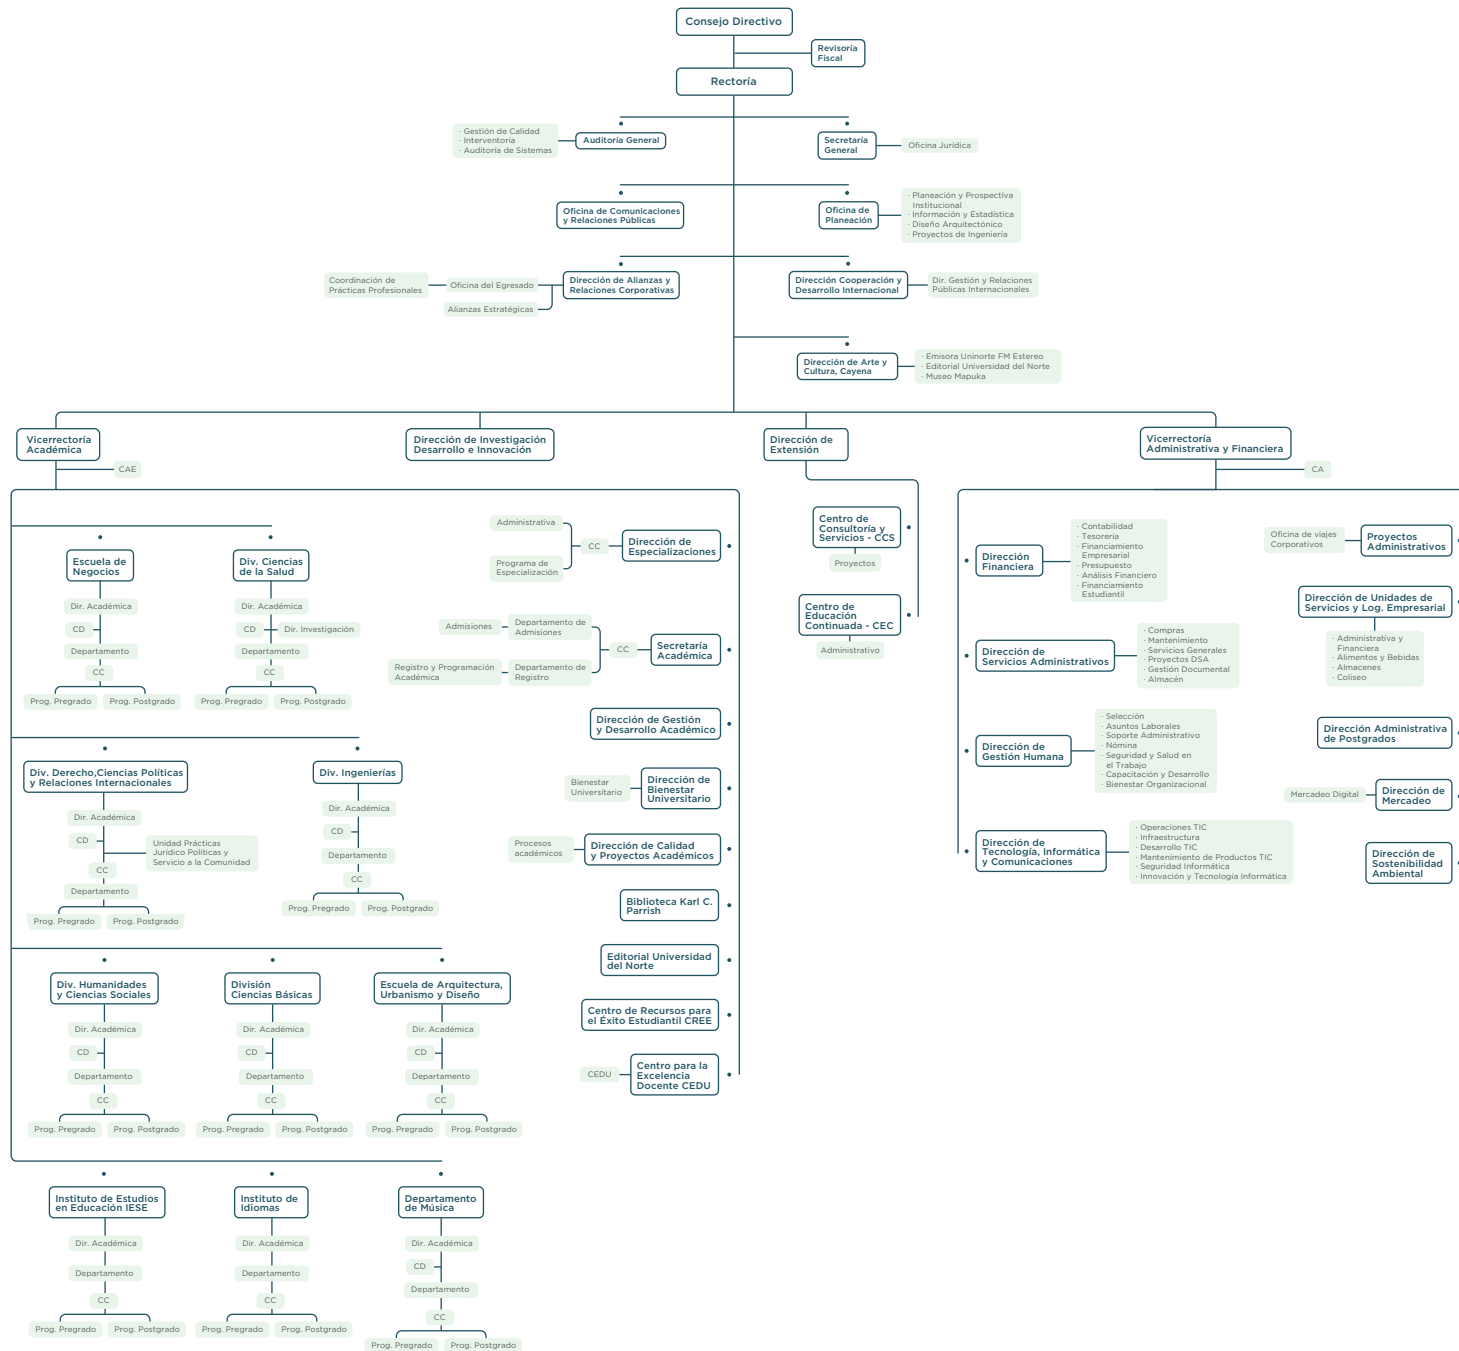 Consejo Directivo
Revisoría
Fiscal
Rectoría
· Gestión de Calidad
· Interventoría
· Auditoría de Sistemas
Auditoría General
Secretaría
General
Oficina Jurídica
Oficina de Comunicaciones
y Relaciones Públicas
Oficina de
Planeación
· Planeación y Prospectiva
Institucional
· Información y Estadística
· Diseño Arquitectónico
· Proyectos de Ingeniería
Coordinación de
Prácticas Profesionales
Oficina del Egresado
Alianzas Estratégicas
Dirección de Alianzas y
Relaciones Corporativas
Dirección Cooperación y
Desarrollo Internacional
Dir. Gestión y Relaciones
Públicas Internacionales
Dirección de Arte y
Cultura, Cayena
· Emisora Uninorte FM Estereo
· Editorial Universidad del Norte
· Museo Mapuka
Vicerrectoría
Académica
CAE
Dirección de Investigación
Desarrollo e Innovación
Dirección de
Extensión
Vicerrectoría
Administrativa y Financiera
CA
Escuela de
Negocios
Dir. Académica
CD
Departamento
CC
Prog. Pregrado
Prog. Postgrado
Div. Ciencias
de la Salud
Dir. Académica
CD
Dir. Investigación
Departamento
CC
Prog. Pregrado
Prog. Postgrado
Div. Derecho,Ciencias Políticas
y Relaciones Internacionales
Dir. Académica
CD
Unidad Prácticas
Jurídico Políticas y
Servicio a la Comunidad
CC
Departamento
Prog. Pregrado
Prog. Postgrado
Div. Ingenierías
Dir. Académica
CD
Departamento
CC
Prog. Pregrado
Prog. Postgrado
Div. Humanidades
y Ciencias Sociales
Dir. Académica
CD
Departamento
CC
Prog. Pregrado
Prog. Postgrado
División
Ciencias Básicas
Dir. Académica
CD
Departamento
CC
Prog. Pregrado
Prog. Postgrado
Escuela de Arquitectura,
Urbanismo y Diseño
Dir. Académica
CD
Departamento
CC
Prog. Pregrado
Prog. Postgrado
Instituto de Estudios
en Educación IESE
Dir. Académica
Departamento
CC
Prog. Pregrado
Prog. Postgrado
Instituto de
Idiomas
Dir. Académica
Departamento
CC
Prog. Pregrado
Prog. Postgrado
Departamento
de Música
Dir. Académica
CD
Departamento
CC
Prog. Pregrado
Prog. Postgrado
Administrativa
Programa de
Especialización
CC
Dirección de
Especializaciones
Admisiones
Departamento de
Admisiones
Registro y Programación
Académica
Departamento de
Registro
CC
Secretaría
Académica
Dirección de Gestión
y Desarrollo Académico
Bienestar
Universitario
Dirección de
Bienestar
Universitario
Procesos
académicos
Dirección de Calidad
y Proyectos Académicos
Biblioteca Karl C.
Parrish
Editorial Universidad
del Norte
Centro de Recursos para
el Éxito Estudiantil CREE
CEDU
Centro para la
Excelencia
Docente CEDU
Centro de
Consultoría y
Servicios - CCS
Proyectos
Centro de
Educación
Continuada - CEC
Administrativo
Dirección
Financiera
· Contabilidad
· Tesorería
· Financiamiento
Empresarial
· Presupuesto
· Análisis Financiero
· Financiamiento
Estudiantil
Dirección de
Servicios Administrativos
· Compras
· Mantenimiento
· Servicios Generales
· Proyectos DSA
· Gestión Documental
· Almacén
Dirección de
Gestión Humana
· Selección
· Asuntos Laborales
· Soporte Administrativo
· Nómina
· Seguridad y Salud en
el Trabajo
· Capacitación y Desarrollo
· Bienestar Organizacional
Dirección de
Tecnología, Informática
y Comunicaciones
· Operaciones TIC
· Infraestructura
· Desarrollo TIC
· Mantenimiento de Productos TIC
· Seguridad Informática
· Innovación y Tecnología Informática
Oficina de viajes
Corporativos
Proyectos
Administrativos
Dirección de Unidades de
Servicios y Log. Empresarial
· Administrativa y
Financiera
· Alimentos y Bebidas
· Almacenes
· Coliseo
Dirección Administrativa
de Postgrados
Mercadeo Digital
Dirección de
Mercadeo
Dirección de
Sostenibilidad
Ambiental